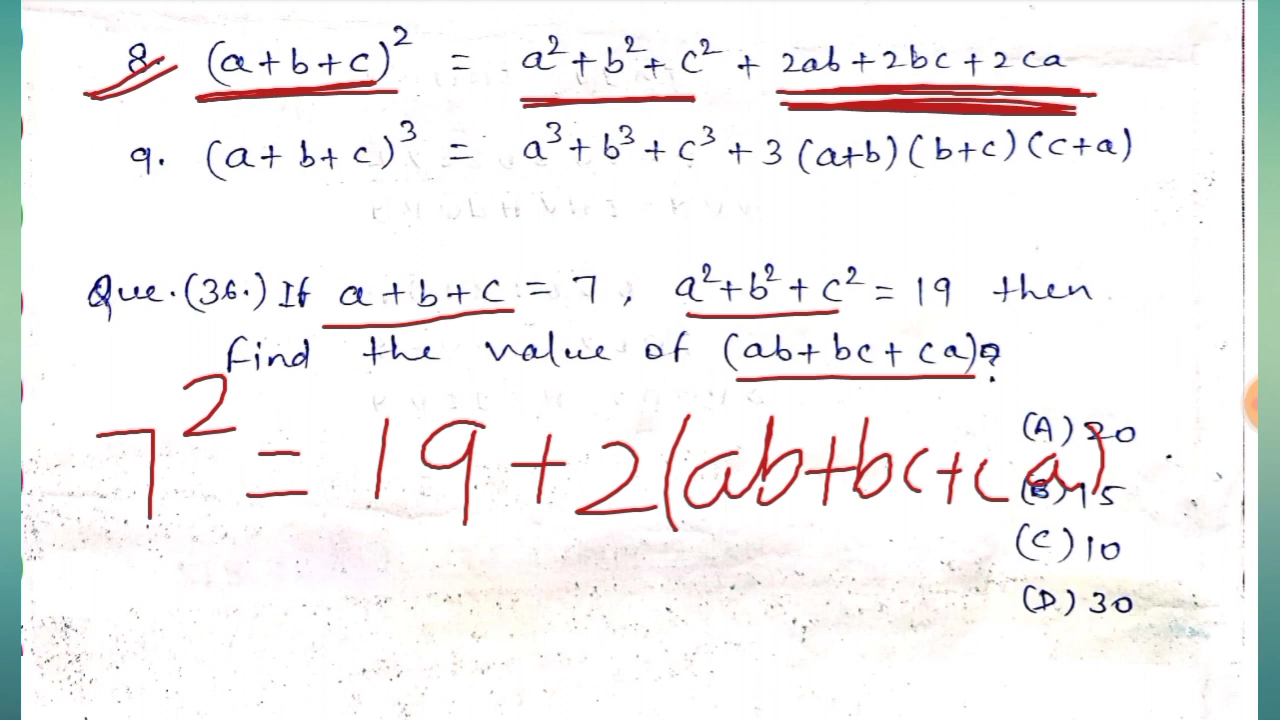 8. (a+b+c)² = a²+b²+c² + 2ab+2bc+2ca
9. (a+b+c)³ = a³+b³+c³+3(a+b)(b+c)(c+a)
Que.(36.) If a+b+c = 7, a²+b²+c² = 19 then
find the value of (ab+bc+ca)?
7² = 19+2(ab+bc+ca)
(A) 20
(B) 15
(C) 10
(D) 30